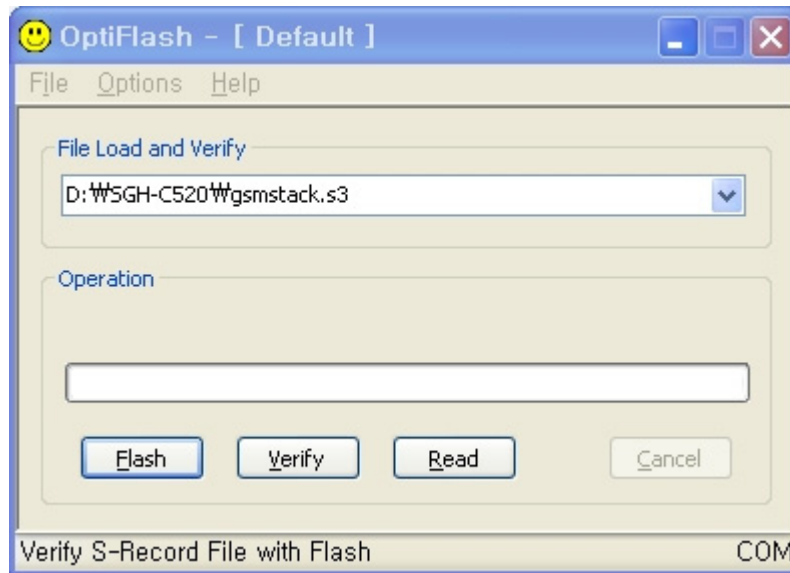 OptiFlash - [ Default ]
File Options Help
File Load and Verify
D:₩SGH-C520₩gsmstack.s3
Operation
Flash Verify Read Cancel
Verify S-Record File with Flash COM